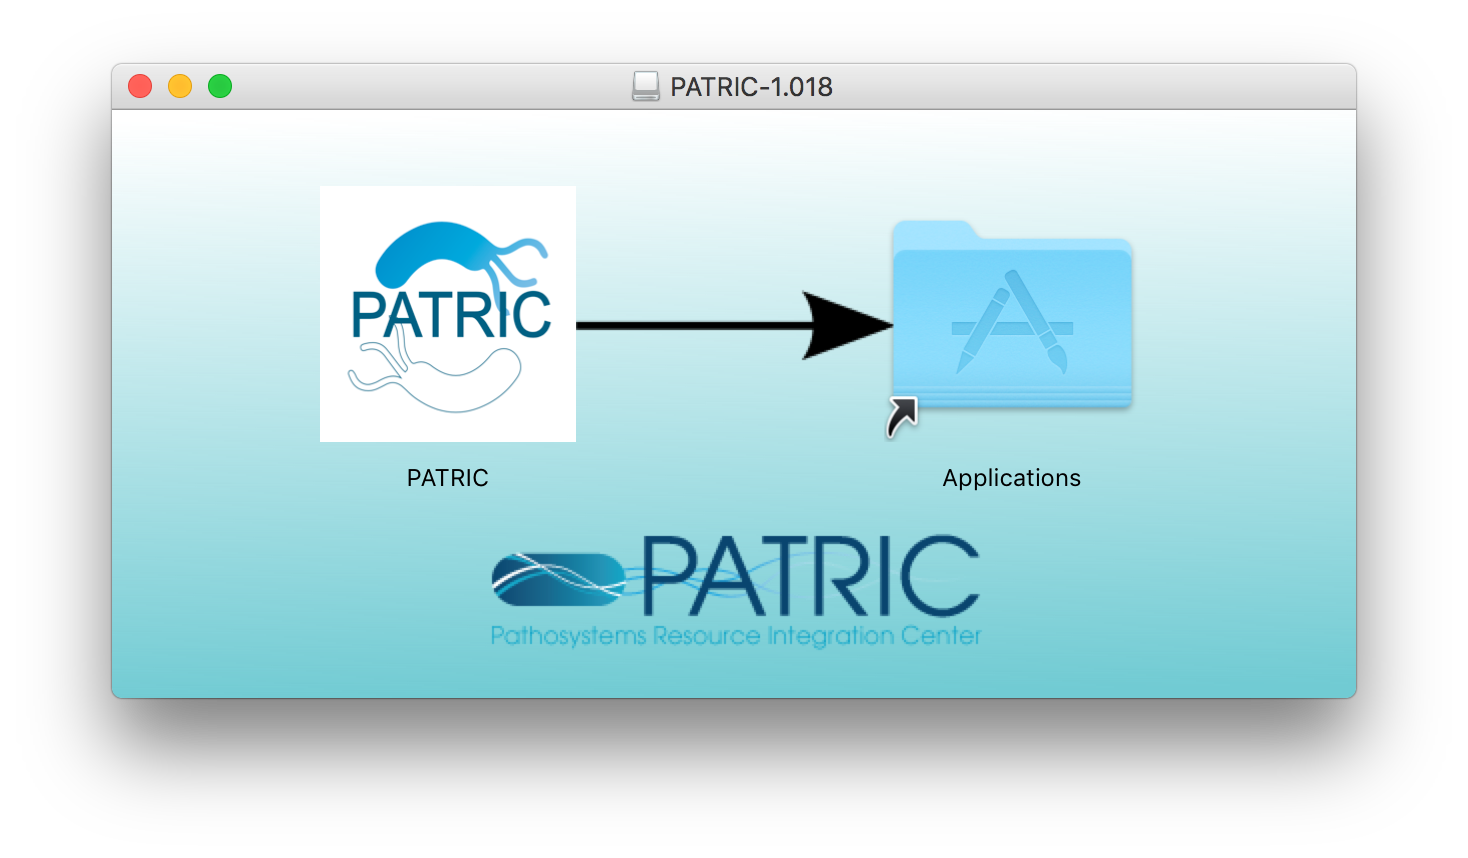 PATRIC-1.018
PATRIC
PATRIC
Applications
PATRIC
Pathosystems Resource Integration Center